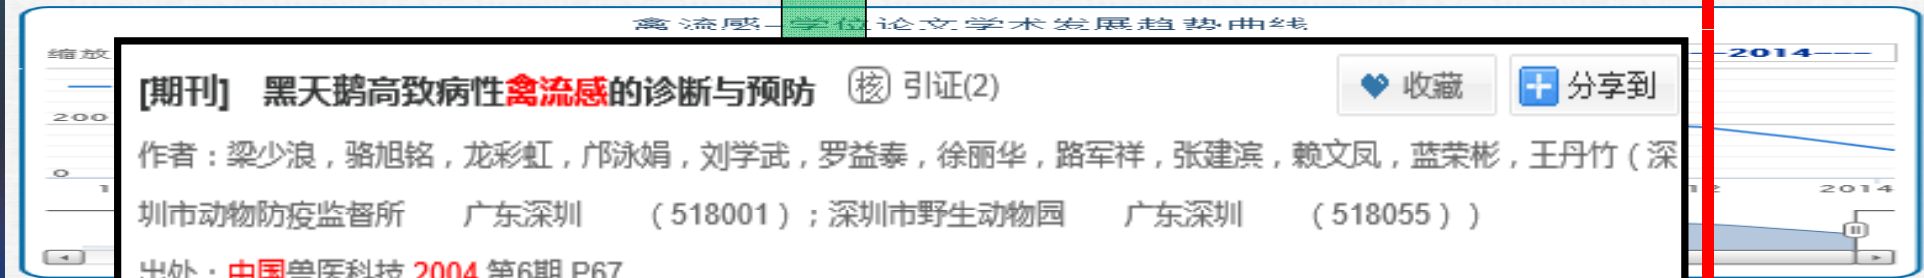 禽流感-学位论文学术发展趋势曲线
缩放
2014
[期刊] 黑天鹅高致病性禽流感的诊断与预防 核 引证(2) 收藏 分享到
200
作者：梁少浪，骆旭铭，龙彩虹，邝泳娟，刘学武，罗益泰，徐丽华，路军祥，张建滨，赖文凤，蓝荣彬，王丹竹（深
0
2014
圳市动物防疫监督所 广东深圳 （518001）；深圳市野生动物园 广东深圳 （518055））
出处：中国兽医科技 2004 第6期 P67